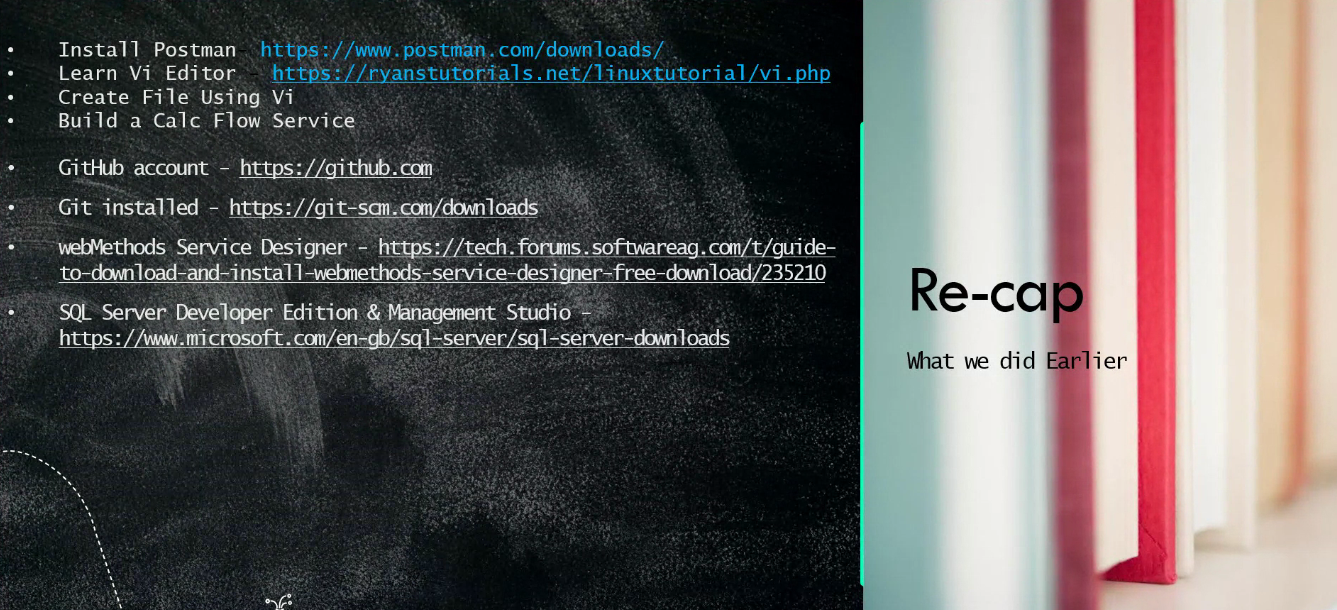 • Install Postman- https://www.postman.com/downloads/
• Learn Vi Editor – https://ryanstutorials.net/linuxtutorial/vi.php
• Create File Using Vi
• Build a Calc Flow Service
• GitHub account – https://github.com
• Git installed – https://git-scm.com/downloads
• webMethods Service Designer – https://tech.forums.softwareag.com/t/guide-
to-download-and-install-webmethods-service-designer-free-download/235210
• SQL Server Developer Edition & Management Studio –
https://www.microsoft.com/en-gb/sql-server/sql-server-downloads
Re-cap
What we did Earlier